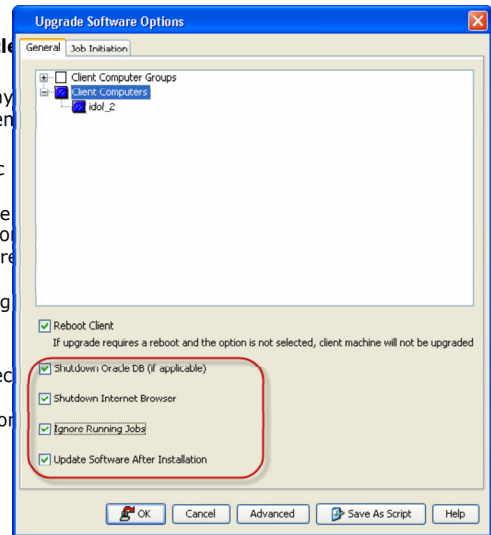 Upgrade Software Options
General Job Initiation
Client Computer Groups
Client Computers
idol_2
Reboot Client
If upgrade requires a reboot and the option is not selected, client machine will not be upgraded
Shutdown Oracle DB (if applicable)
Shutdown Internet Browser
Ignore Running Jobs
Update Software After Installation
OK Cancel Advanced Save As Script Help